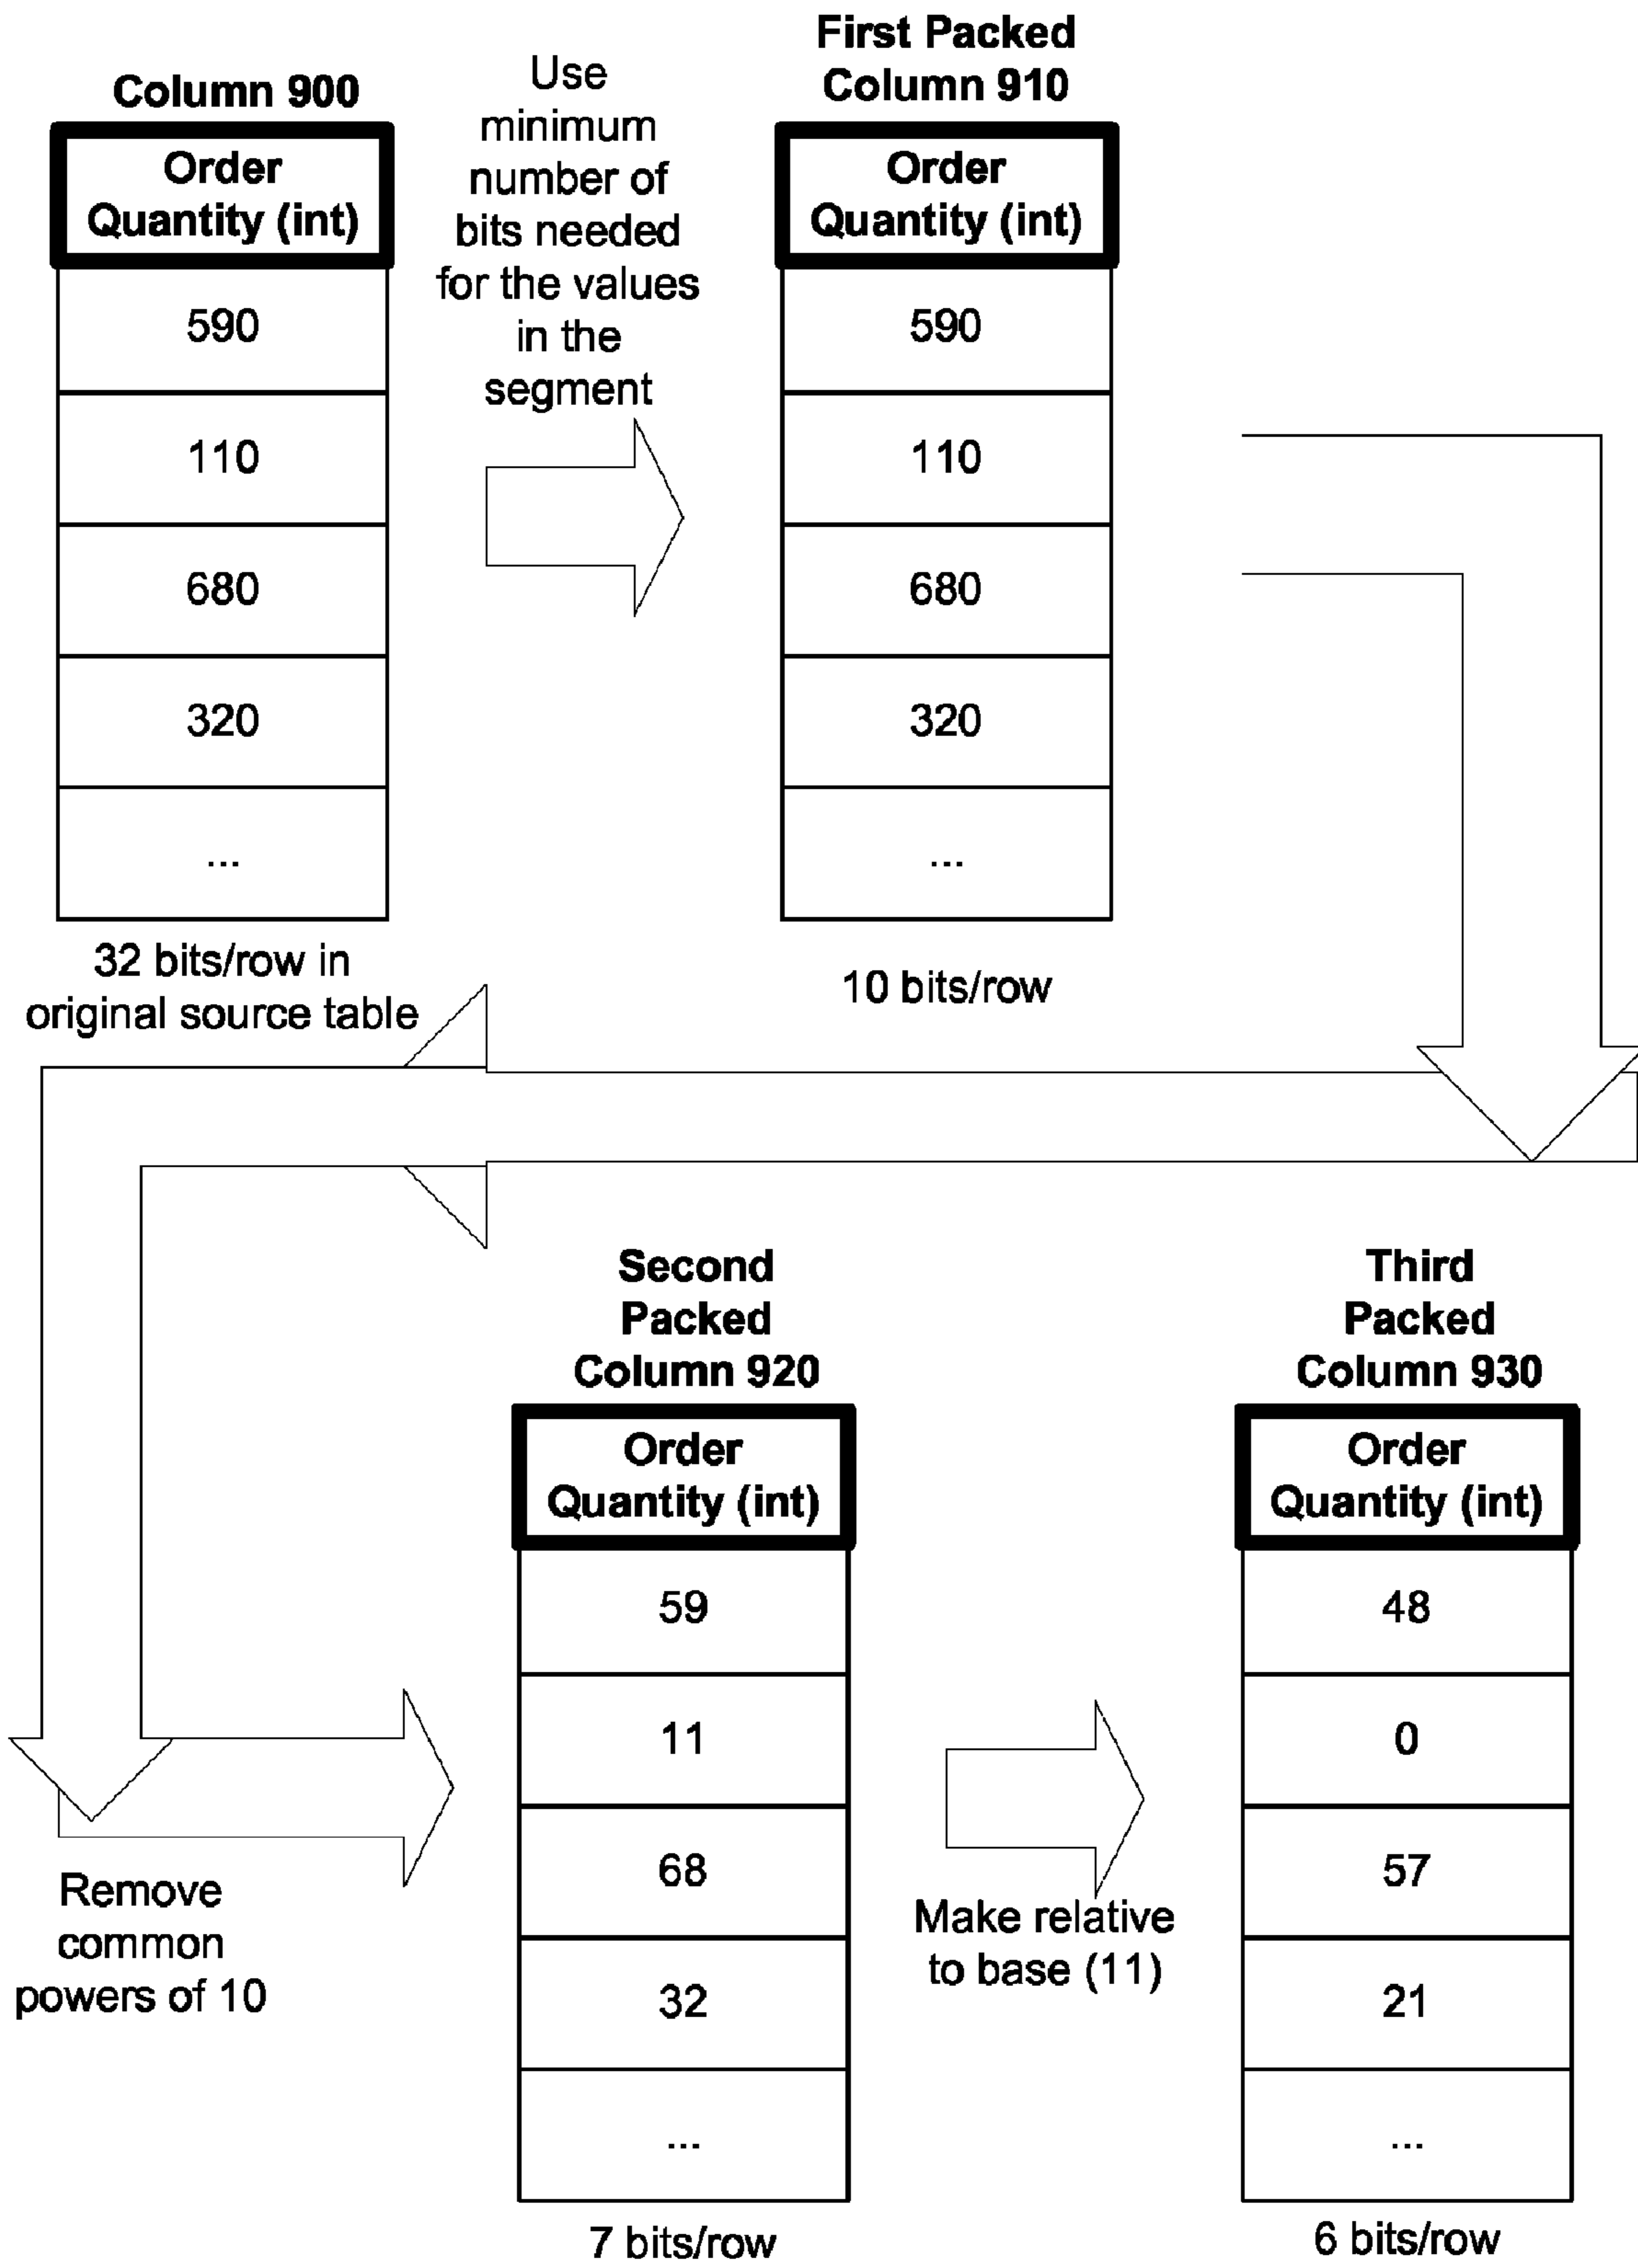 Column 900
Order
Quantity (int)
590
110
680
320
...
32 bits/row in
original source table
Use
minimum
number of
bits needed
for the values
in the
segment
First Packed
Column 910
Order
Quantity (int)
590
110
680
320
...
10 bits/row
Remove
common
powers of 10
Second
Packed
Column 920
Order
Quantity (int)
59
11
68
32
...
7 bits/row
Make relative
to base (11)
Third
Packed
Column 930
Order
Quantity (int)
48
0
57
21
...
6 bits/row